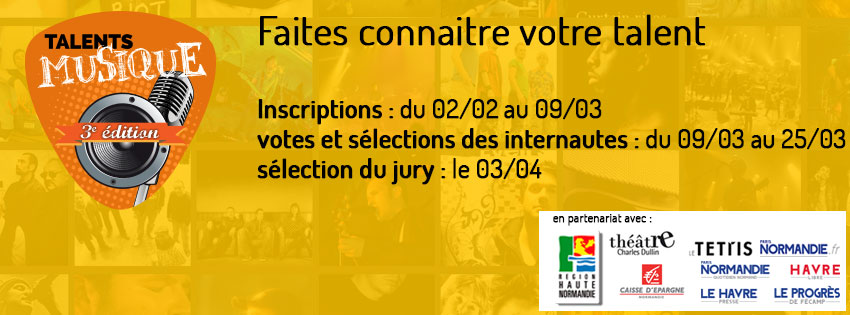 TALENTS
MUSIQUE
3e édition
Faites connaitre votre talent
Inscriptions : du 02/02 au 09/03
votes et sélections des internautes : du 09/03 au 25/03
sélection du jury : le 03/04
en partenariat avec :
REGION
HAUTE
NORMANDIE
théâtre
Charles Dullin
CAISSE D'EPARGNE
NORMANDIE
LE TETRIS
PARIS
NORMANDIE.fr
PARIS
NORMANDIE
QUOTIDIEN NORMAND
HAVRE
LIBRE
LE HAVRE
PRESSE
LE PROGRÈS
DE FÉCAMP